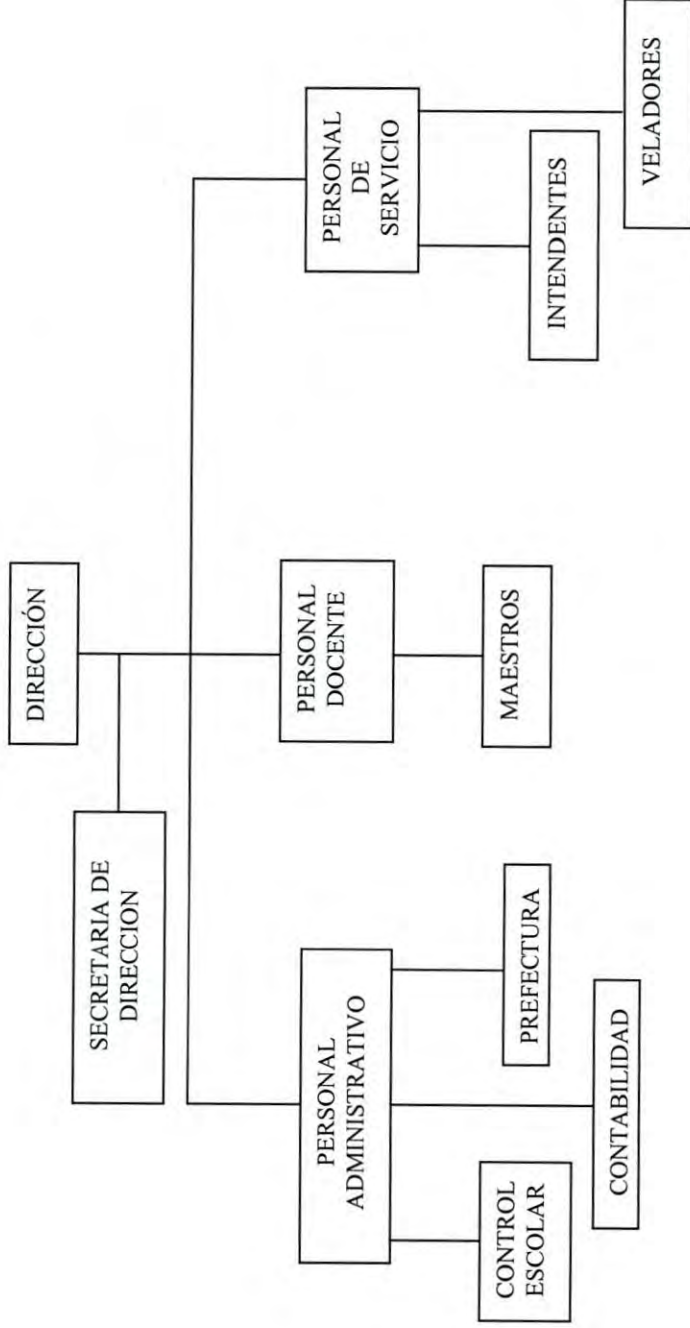 DIRECCIÓN
SECRETARIA DE
DIRECCION
PERSONAL
ADMINISTRATIVO
PERSONAL
DOCENTE
PERSONAL
DE
SERVICIO
CONTROL
ESCOLAR
PREFECTURA
MAESTROS
INTENDENTES
CONTABILIDAD
VELADORES